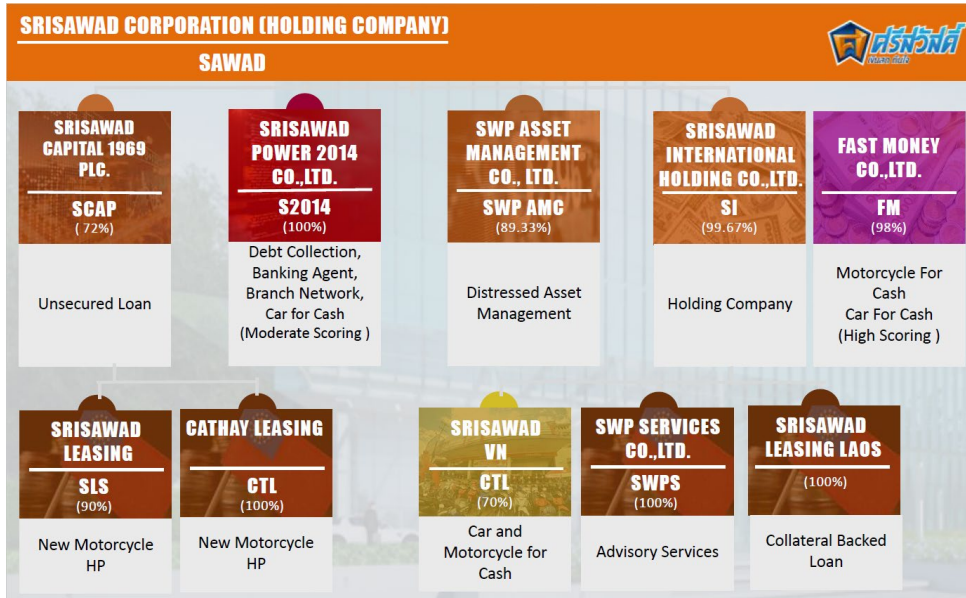 SRISAWAD CORPORATION (HOLDING COMPANY)
SAWAD
ศรีสวัสดิ์
SRISAWAD
CAPITAL 1969
PLC.
SCAP
( 72%)
Unsecured Loan
SRISAWAD
POWER 2014
CO.,LTD.
S2014
(100%)
Debt Collection,
Banking Agent,
Branch Network,
Car for Cash
(Moderate Scoring )
SWP ASSET
MANAGEMENT
CO., LTD.
SWP AMC
(89.33%)
Distressed Asset
Management
SRISAWAD
INTERNATIONAL
HOLDING CO.,LTD.
SI
(99.67%)
Holding Company
FAST MONEY
CO.,LTD.
FM
(98%)
Motorcycle For
Cash
Car For Cash
(High Scoring )
SRISAWAD
LEASING
SLS
(90%)
New Motorcycle
HP
CATHAY LEASING
CTL
(100%)
New Motorcycle
HP
SRISAWAD
VN
CTL
(70%)
Car and
Motorcycle for
Cash
SWP SERVICES
CO.,LTD.
SWPS
(100%)
Advisory Services
SRISAWAD
LEASING LAOS
(100%)
Collateral Backed
Loan